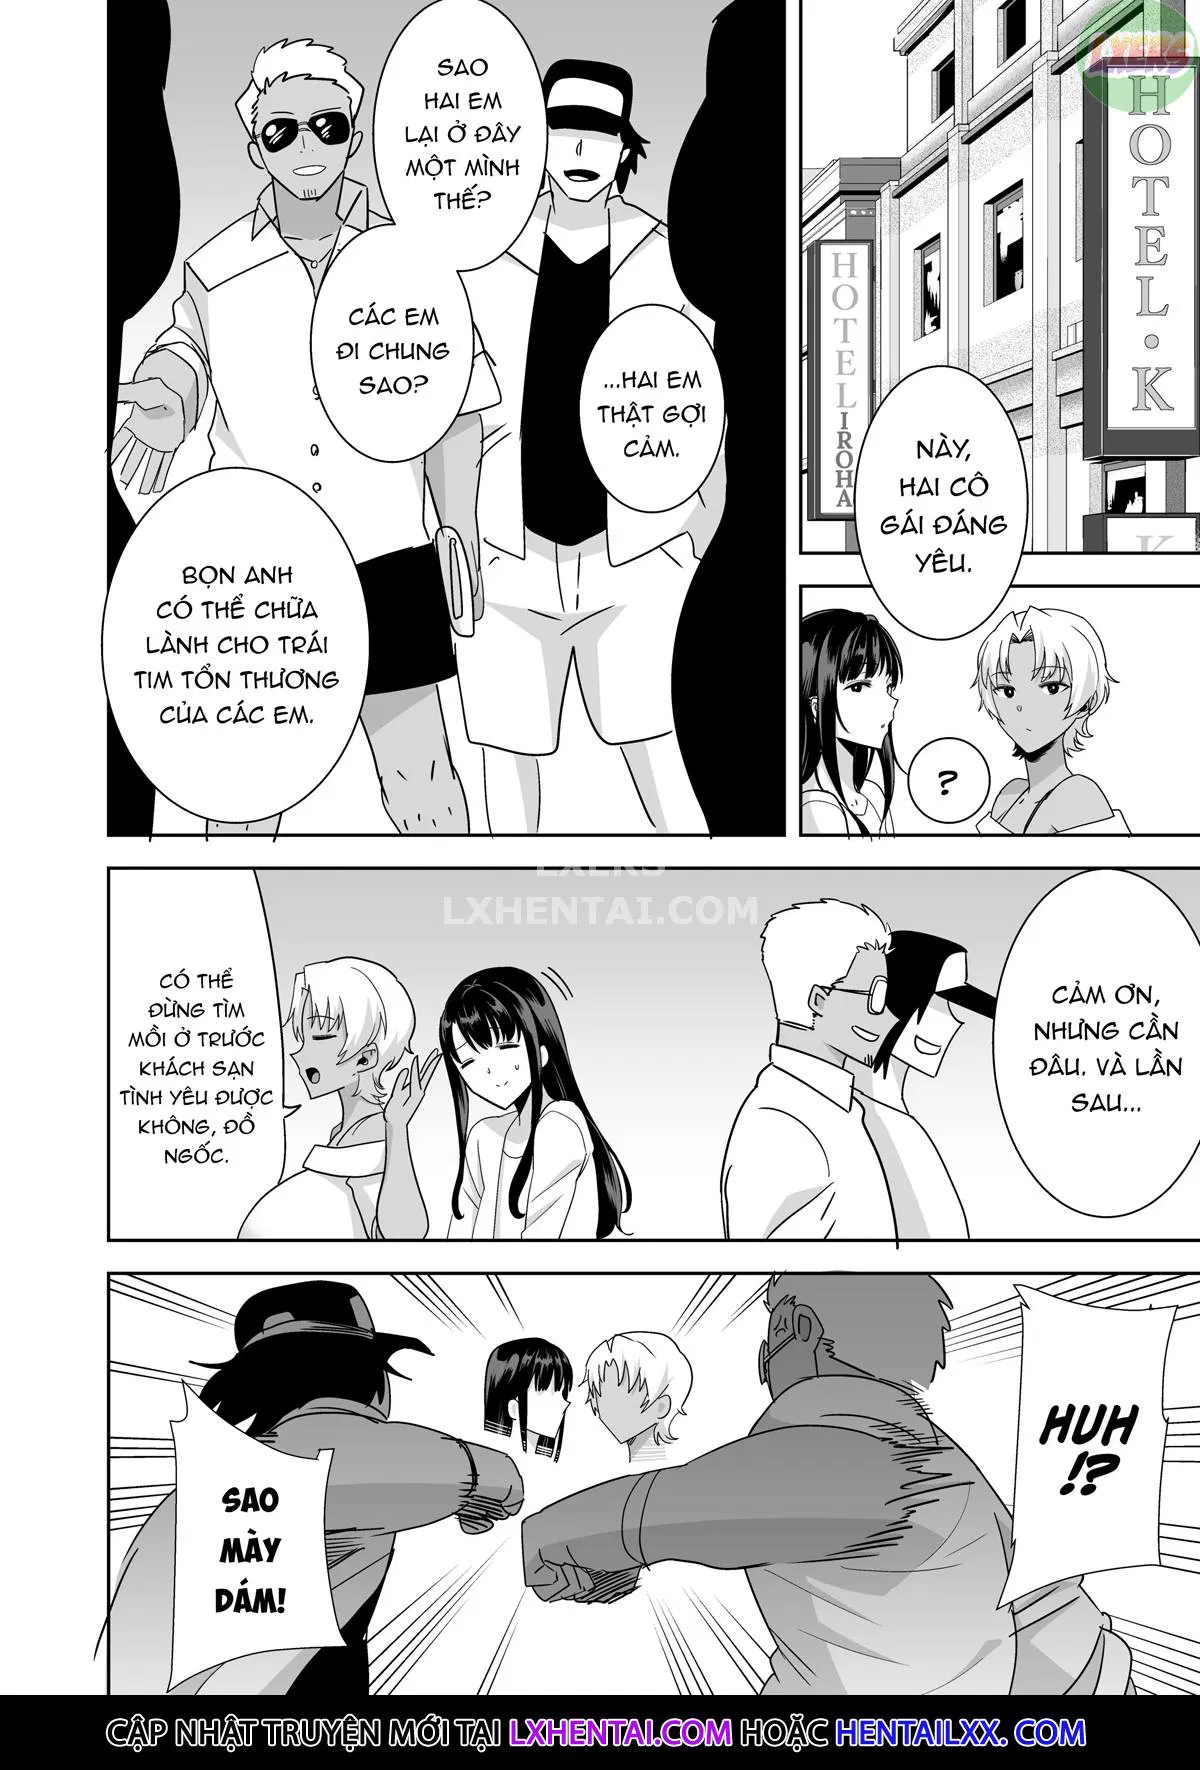 LXERS
HOTEL·K
HOTEL IROHA
K
NÀY,
HAI CÔ
GÁI ĐÁNG
YÊU.
?
SAO
HAI EM
LẠI Ở ĐÂY
MỘT MÌNH
THẾ?
CÁC EM
ĐI CHUNG
SAO?
...HAI EM
THẬT GỢI
CẢM.
BỌN ANH
CÓ THỂ CHỮA
LÀNH CHO TRÁI
TIM TỔN THƯƠNG
CỦA CÁC EM.
LXERS
LXHENTAI.COM
CẢM ƠN,
NHƯNG CẦN
ĐÂU. VÀ LẦN
SAU...
CÓ THỂ
ĐỪNG TÌM
MỒI Ở TRƯỚC
KHÁCH SẠN
TÌNH YÊU ĐƯỢC
KHÔNG, ĐỒ
NGỐC.
HUH
!?
SAO
MÀY
DÁM!
CẬP NHẬT TRUYỆN MỚI TẠI LXHENTAI.COM HOẶC HENTAILXX. COM